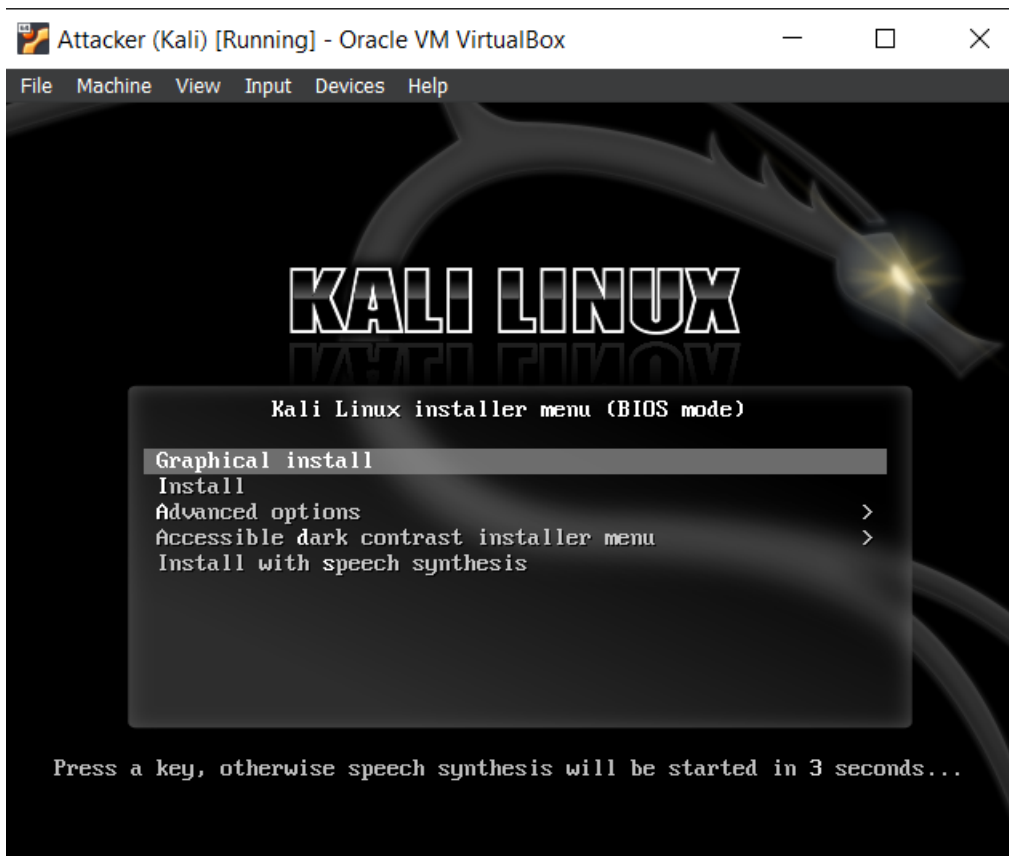 Attacker (Kali) [Running] - Oracle VM VirtualBox
File Machine View Input Devices Help
KALI LINUX
Kali Linux installer menu (BIOS mode)
Graphical install
Install
Advanced options >
Accessible dark contrast installer menu >
Install with speech synthesis
Press a key, otherwise speech synthesis will be started in 3 seconds...